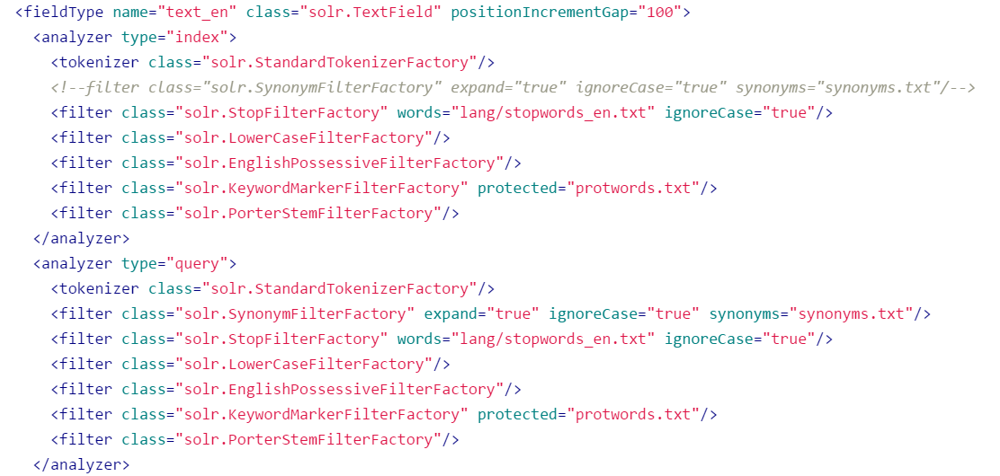 <fieldType name="text_en" class="solr.TextField" positionIncrementGap="100">
<analyzer type="index">
<tokenizer class="solr.StandardTokenizerFactory"/>
<!--filter class="solr.SynonymFilterFactory" expand="true" ignoreCase="true" synonyms="synonyms.txt"/-->
<filter class="solr.StopFilterFactory" words="lang/stopwords_en.txt" ignoreCase="true"/>
<filter class="solr.LowerCaseFilterFactory"/>
<filter class="solr.EnglishPossessiveFilterFactory"/>
<filter class="solr.KeywordMarkerFilterFactory" protected="protwords.txt"/>
<filter class="solr.PorterStemFilterFactory"/>
</analyzer>
<analyzer type="query">
<tokenizer class="solr.StandardTokenizerFactory"/>
<filter class="solr.SynonymFilterFactory" expand="true" ignoreCase="true" synonyms="synonyms.txt"/>
<filter class="solr.StopFilterFactory" words="lang/stopwords_en.txt" ignoreCase="true"/>
<filter class="solr.LowerCaseFilterFactory"/>
<filter class="solr.EnglishPossessiveFilterFactory"/>
<filter class="solr.KeywordMarkerFilterFactory" protected="protwords.txt"/>
<filter class="solr.PorterStemFilterFactory"/>
</analyzer>